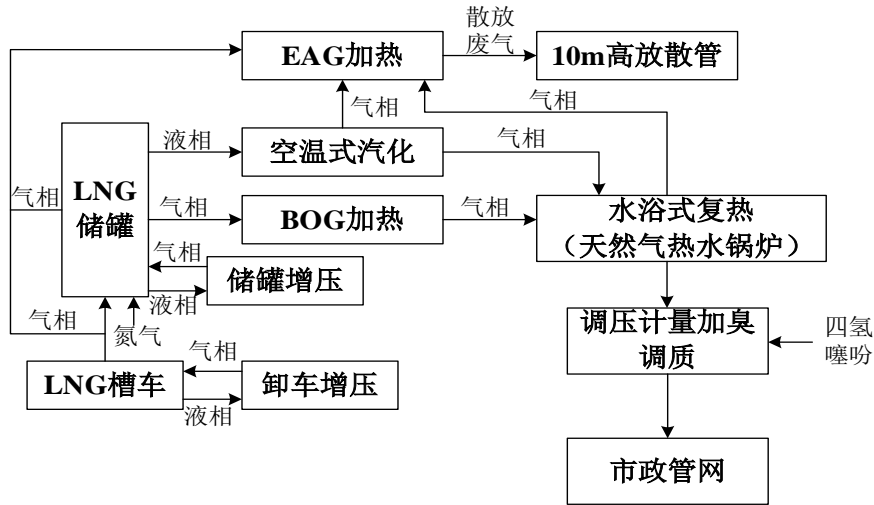 散放
废气
EAG加热
10m高放散管
气相
气相
液相
空温式汽化
气相
LNG
储罐
气相
气相
BOG加热
气相
水浴式复热
（天然气热水锅炉）
气相
储罐增压
液相
气相
氮气
调压计量加臭
调质
四氢
噻吩
气相
LNG槽车
卸车增压
液相
市政管网